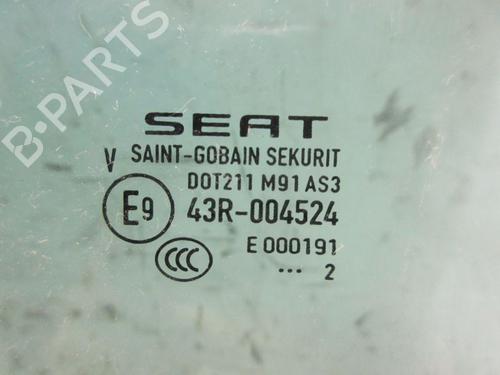 B-PARTS
SEAT
V SAINT-GOBAIN SEKURIT
DOT211 M91 AS3
E9 43R-004524
E 000191
CCC ... 2